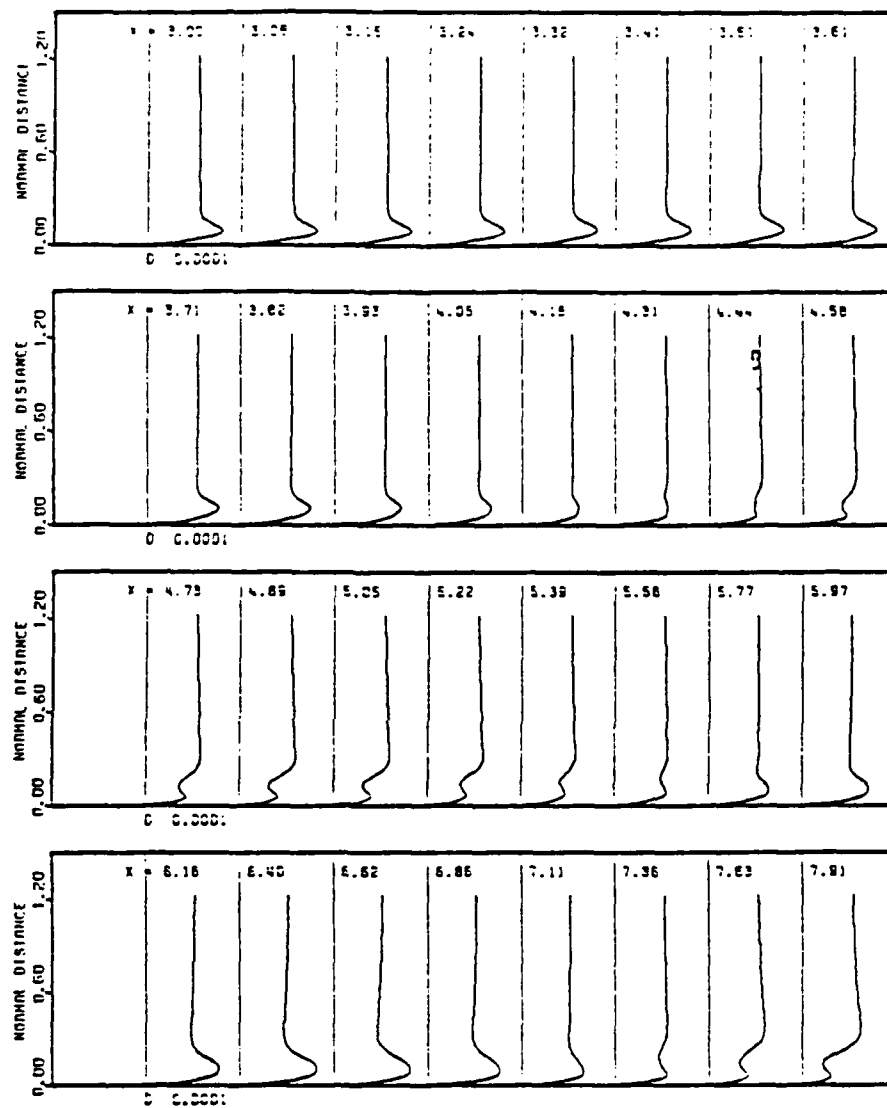 X = 3.00 3.08 3.16 3.24 3.32 3.41 3.51 3.61
NORMAL DISTANCE
0.00 0.60 1.20
0 0.0001
X = 3.71 3.82 3.93 4.05 4.18 4.31 4.44 4.58
NORMAL DISTANCE
0.00 0.60 1.20
0 0.0001
X = 4.73 4.89 5.05 5.22 5.39 5.58 5.77 5.97
NORMAL DISTANCE
0.00 0.60 1.20
0 0.0001
X = 6.18 6.40 6.62 6.86 7.11 7.36 7.63 7.91
NORMAL DISTANCE
0.00 0.60 1.20
0 0.0001